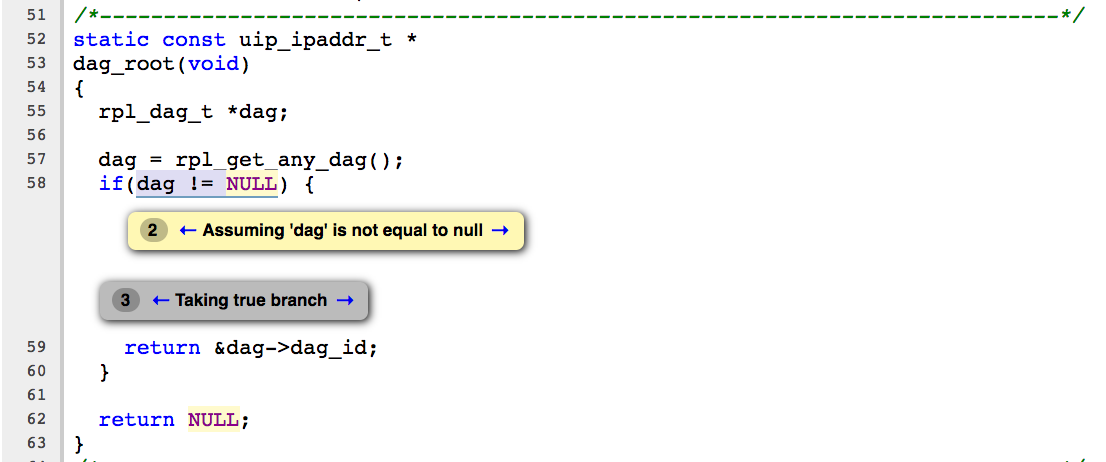 51 /*---------------------------------------------------------------------------*/
52 static const uip_ipaddr_t *
53 dag_root(void)
54 {
55   rpl_dag_t *dag;
56
57   dag = rpl_get_any_dag();
58   if(dag != NULL) {
2 ← Assuming 'dag' is not equal to null →
3 ← Taking true branch →
59     return &dag->dag_id;
60   }
61
62   return NULL;
63 }